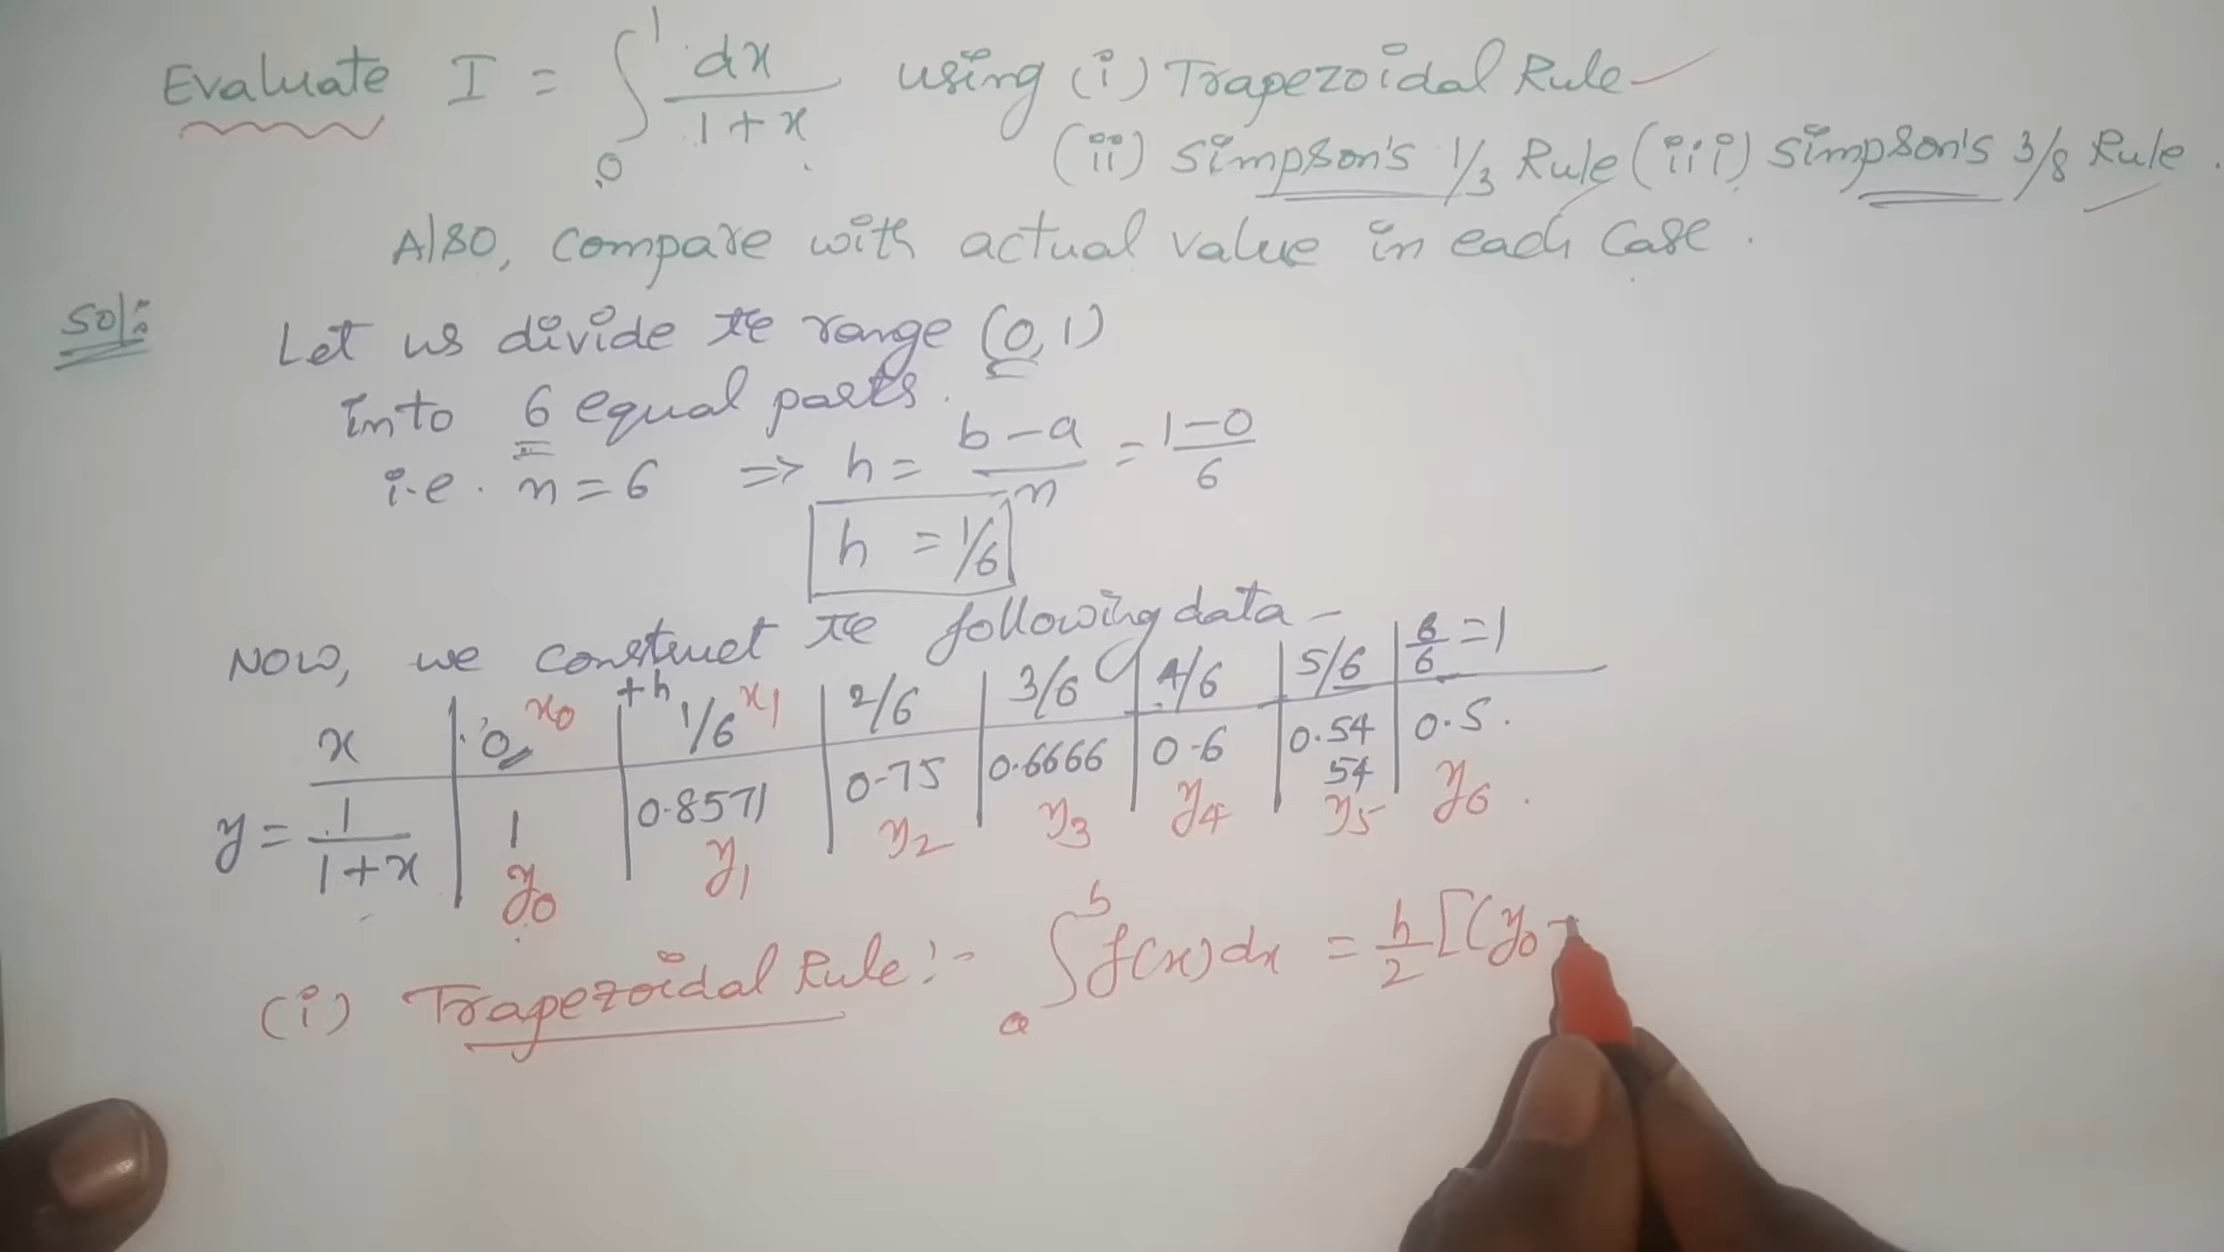 Evaluate I = ∫₀¹ dx/(1+x) using (i) Trapezoidal Rule
(ii) Simpson's 1/3 Rule (iii) Simpson's 3/8 Rule.
Also, compare with actual value in each case.
Sol:
Let us divide the range (0,1)
into 6 equal parts.
i.e. n=6 => h = (b-a)/n = (1-0)/6
h = 1/6
Now, we construct the following data -
x | 0 x0 | +h 1/6 x1 | 2/6 | 3/6 | 4/6 | 5/6 | 6/6 = 1
y = 1/(1+x) | 1 | 0.8571 | 0.75 | 0.6666 | 0.6 | 0.5454 | 0.5.
y0 y1 y2 y3 y4 y5 y6.
(i) Trapezoidal Rule:- ∫ₐᵇ f(x)dx = h/2 [(y0